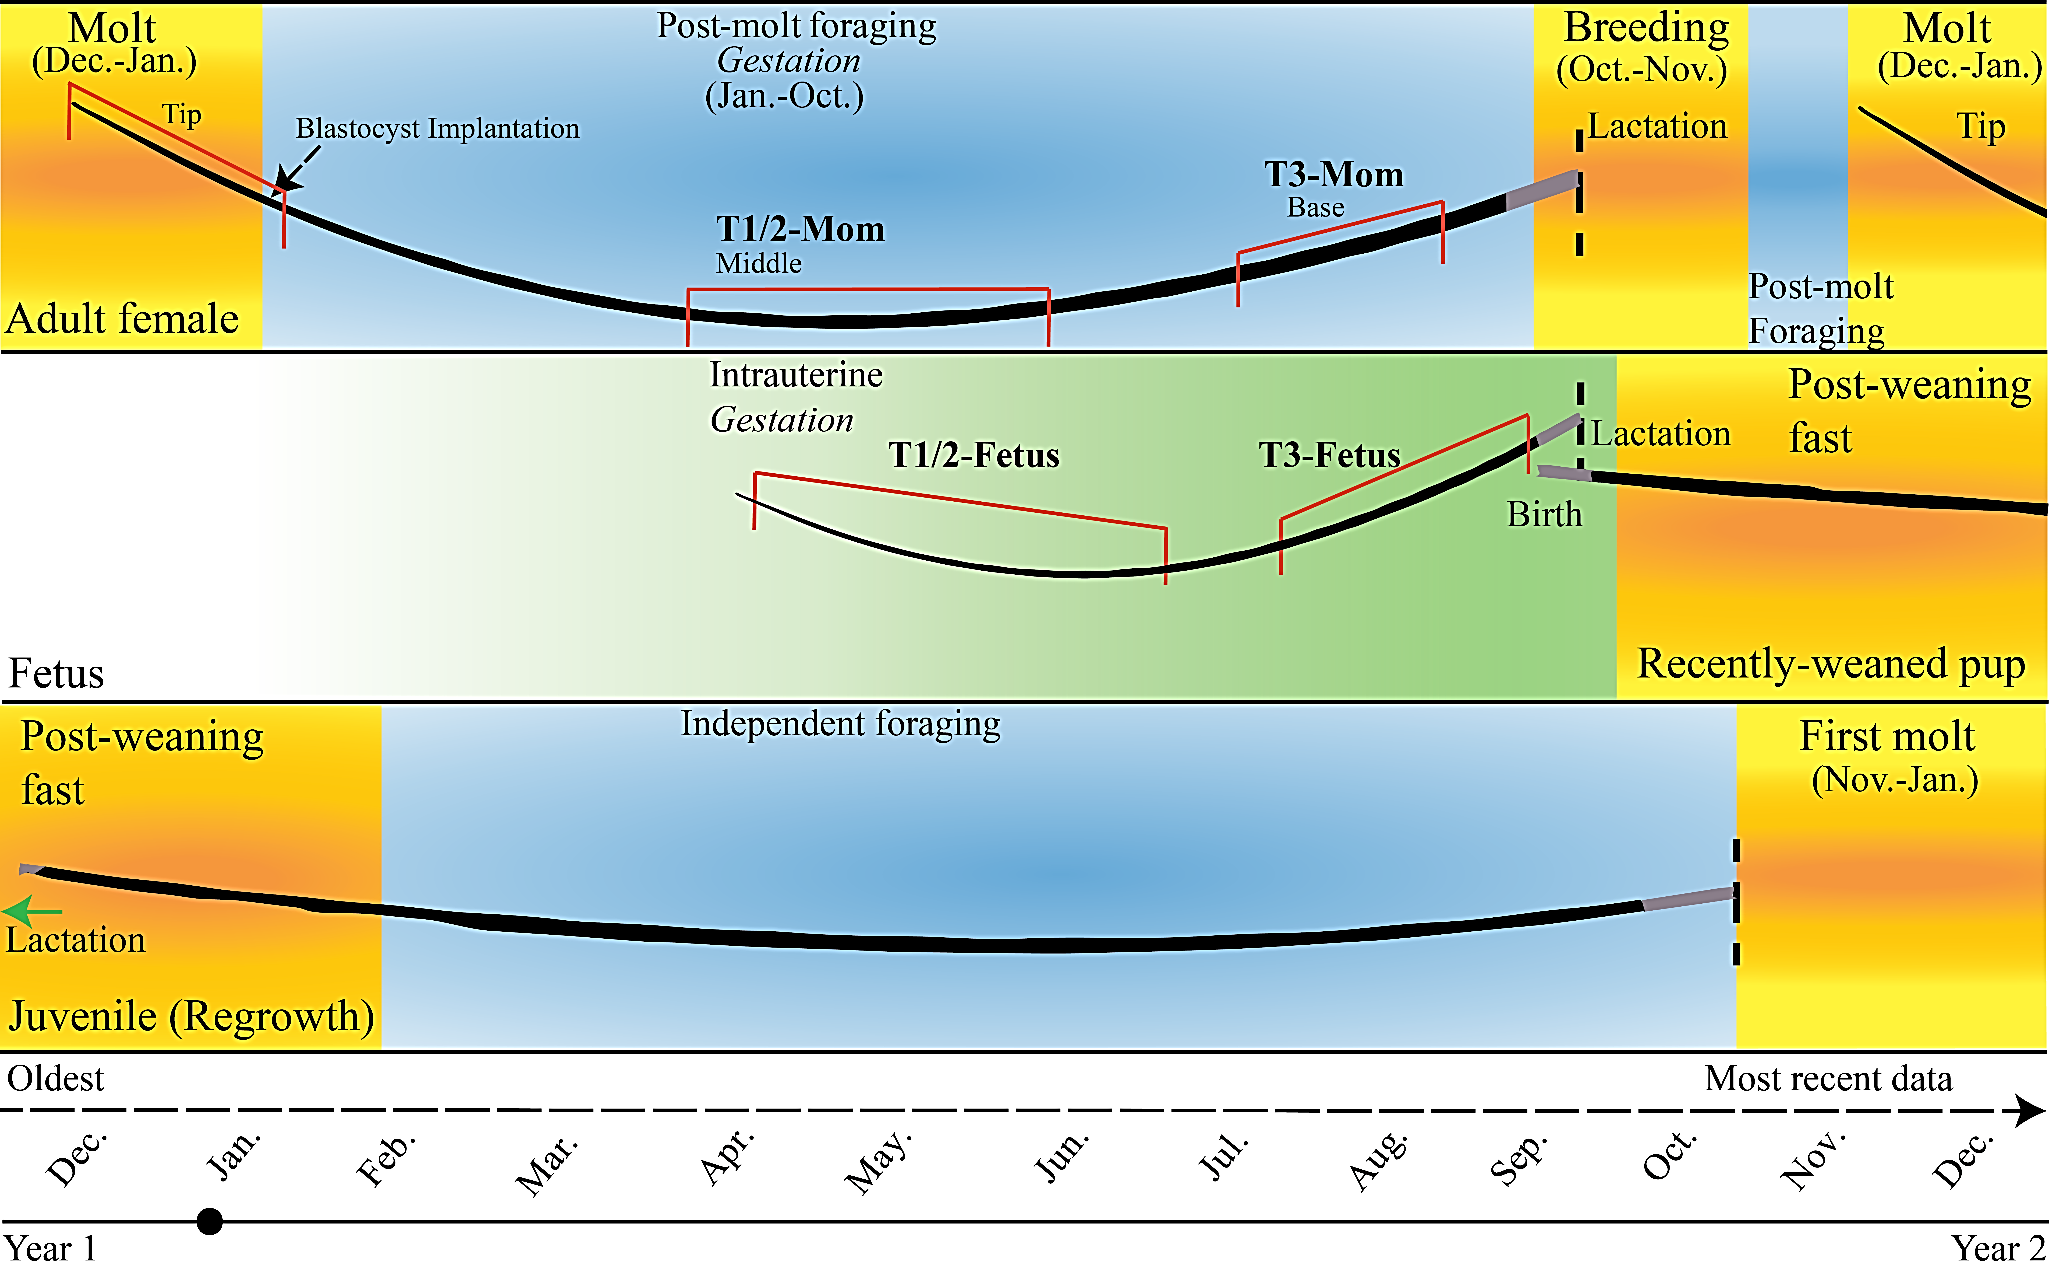 Molt
(Dec.-Jan.)
Tip
Blastocyst Implantation
Post-molt foraging
Gestation
(Jan.-Oct.)
T1/2-Mom
Middle
T3-Mom
Base
Breeding
(Oct.-Nov.)
Lactation
Post-molt
Foraging
Molt
(Dec.-Jan.)
Tip
Adult female
Intrauterine
Gestation
T1/2-Fetus
T3-Fetus
Lactation
Birth
Post-weaning
fast
Fetus
Recently-weaned pup
Post-weaning
fast
Independent foraging
First molt
(Nov.-Jan.)
Lactation
Juvenile (Regrowth)
Oldest
Most recent data
Dec.
Jan.
Feb.
Mar.
Apr.
May.
Jun.
Jul.
Aug.
Sep.
Oct.
Nov.
Dec.
Year 1
Year 2